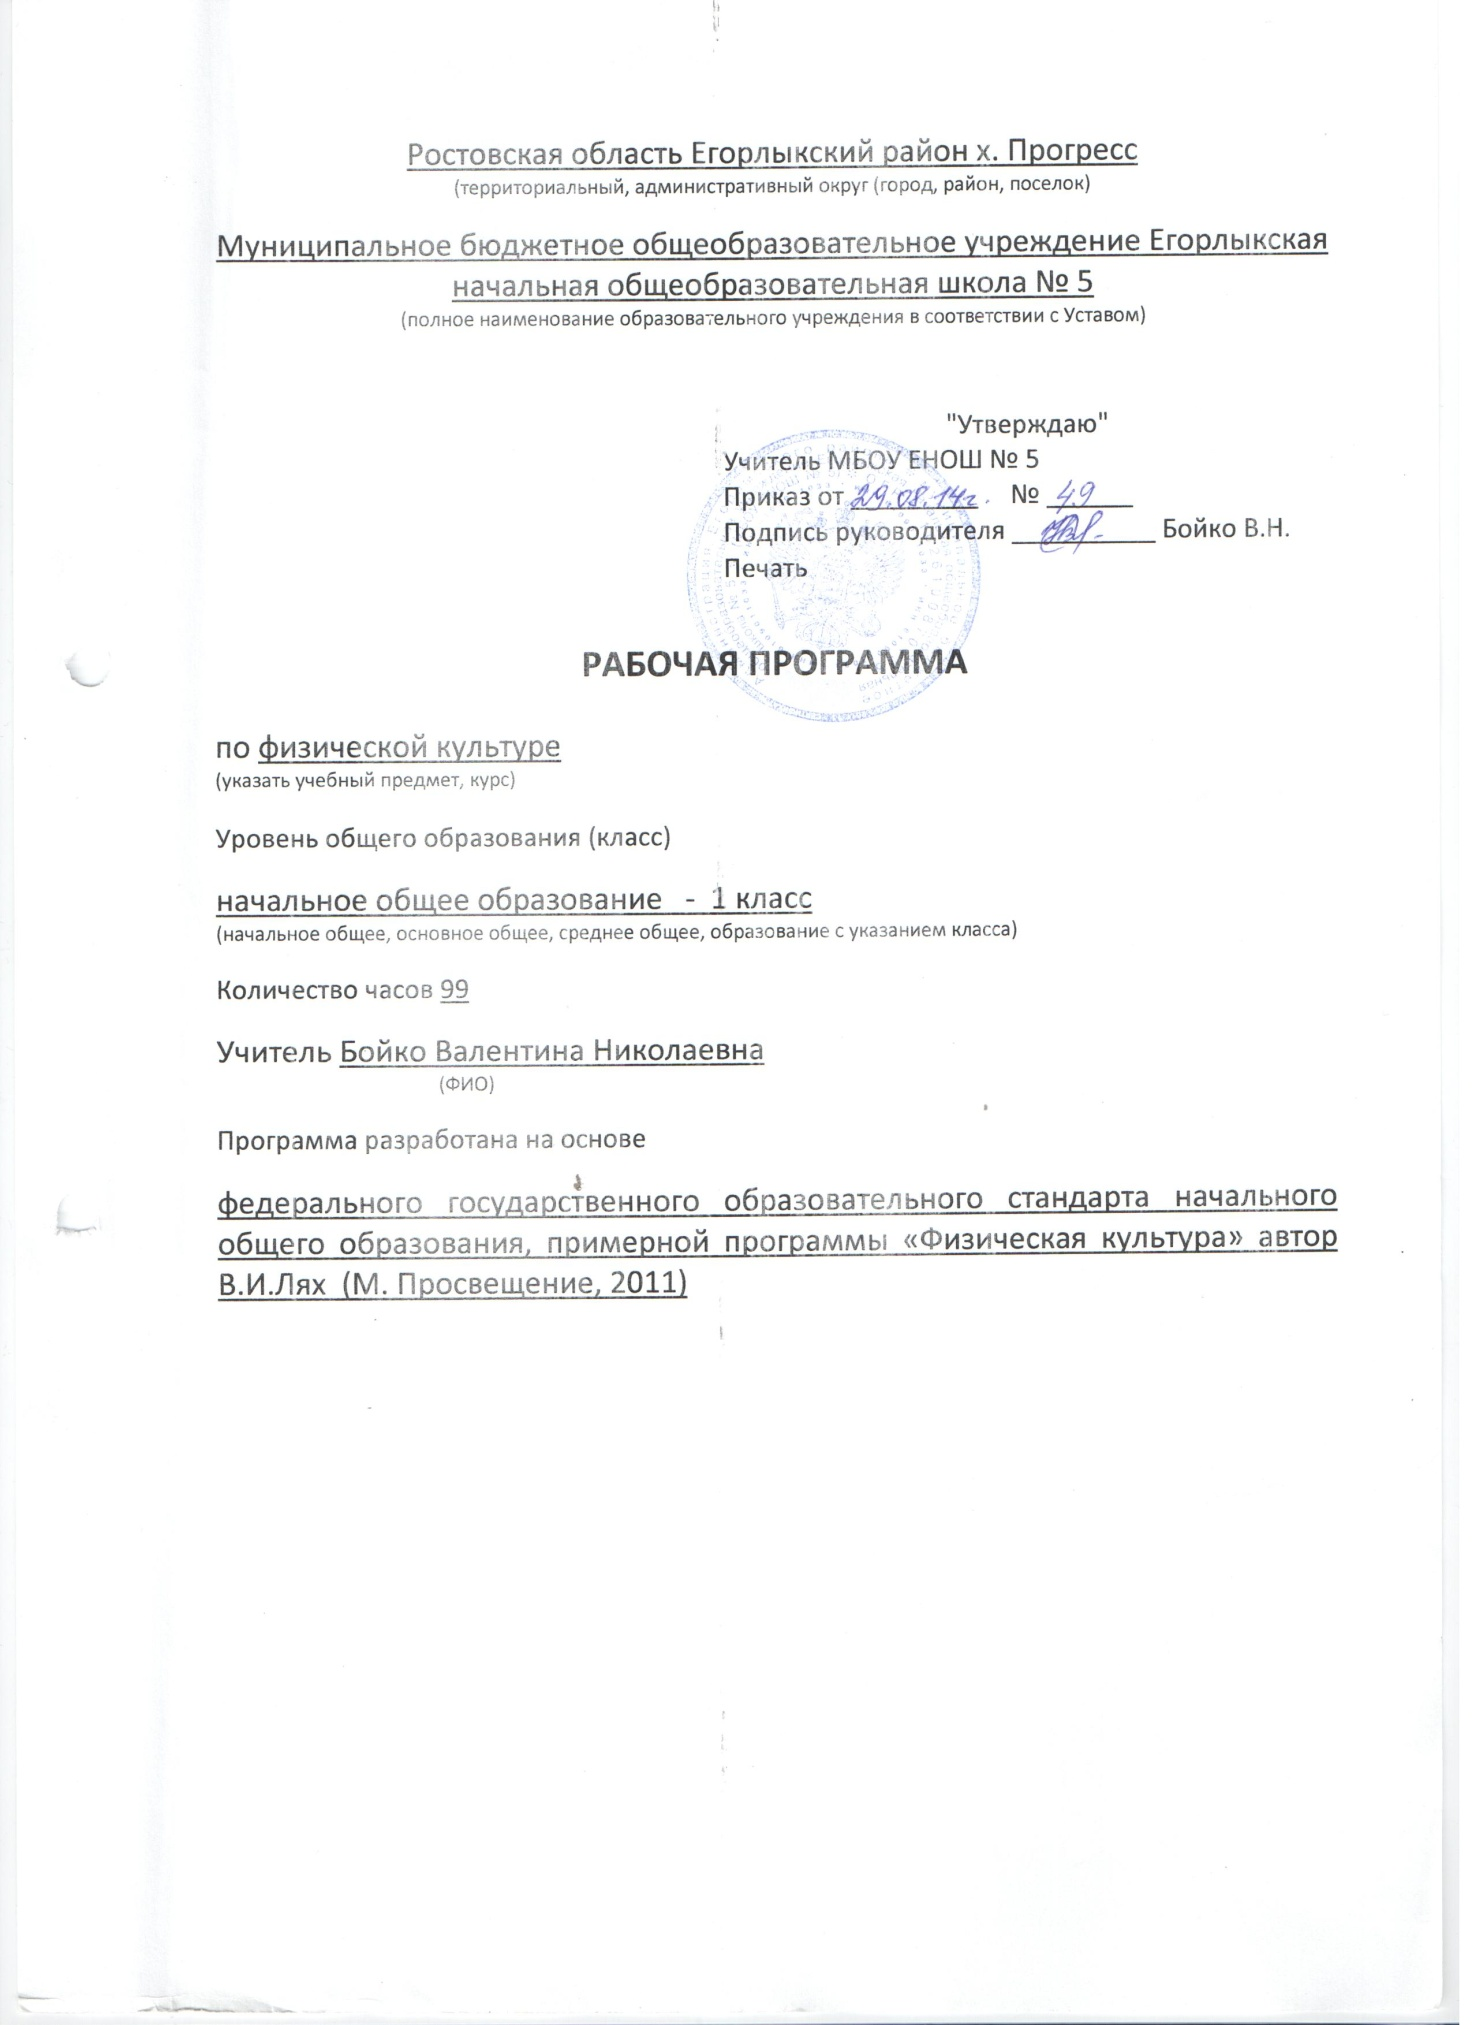 Ростовская область Егорлыкский район х. Прогресс
(территориальный, административный округ (город, район, поселок)
Муниципальное бюджетное общеобразовательное учреждение Егорлыкская
начальная общеобразовательная школа № 5
(полное наименование образовательного учреждения в соответствии с Уставом)
"Утверждаю"
Учитель МБОУ ЕНОШ № 5
Приказ от 29.08.14г. № 49
Подпись руководителя Бойко В.Н.
Печать
РАБОЧАЯ ПРОГРАММА
по физической культуре
(указать учебный предмет, курс)
Уровень общего образования (класс)
начальное общее образование - 1 класс
(начальное общее, основное общее, среднее общее, образование с указанием класса)
Количество часов 99
Учитель Бойко Валентина Николаевна
(ФИО)
Программа разработана на основе
федерального государственного образовательного стандарта начального
общего образования, примерной программы «Физическая культура» автор
В.И.Лях (М. Просвещение, 2011)